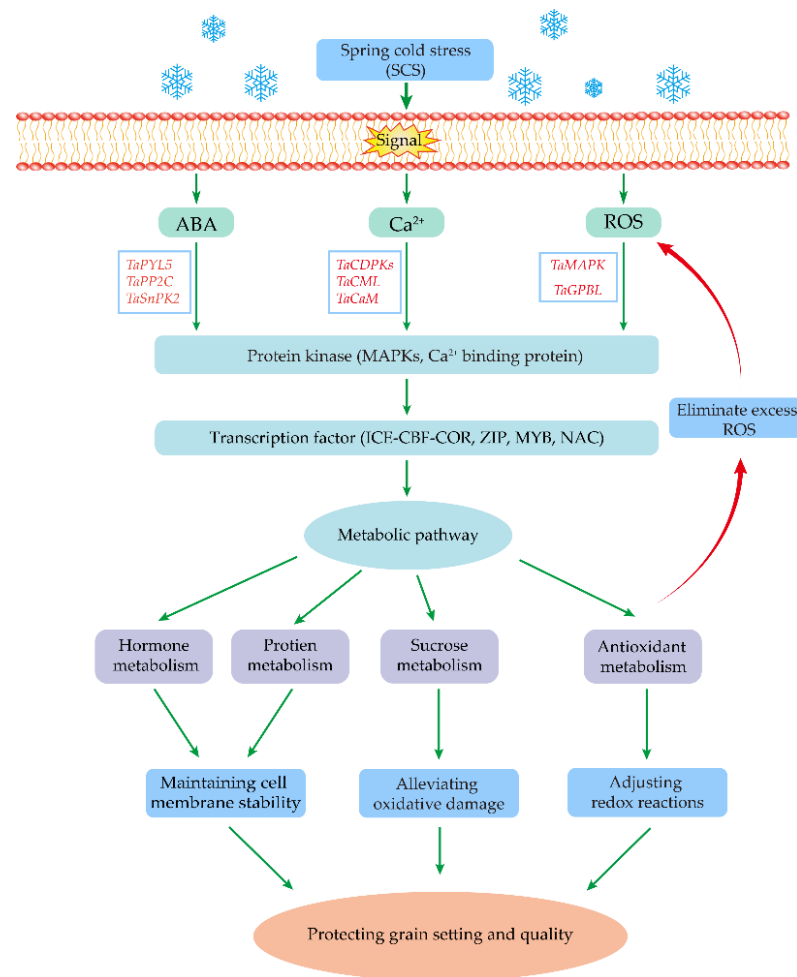 Spring cold stress
(SCS)
Signal
ABA
Ca²⁺
ROS
TaPYL5
TaPP2C
TaSnPK2
TaCDPKs
TaCML
TaCaM
TaMAPK
TaGPBL
Protein kinase (MAPKs, Ca²⁺ binding protein)
Eliminate excess
ROS
Transcription factor (ICE-CBF-COR, ZIP, MYB, NAC)
Metabolic pathway
Hormone
metabolism
Protien
metabolism
Sucrose
metabolism
Antioxidant
metabolism
Maintaining cell
membrane stability
Alleviating
oxidative damage
Adjusting
redox reactions
Protecting grain setting and quality